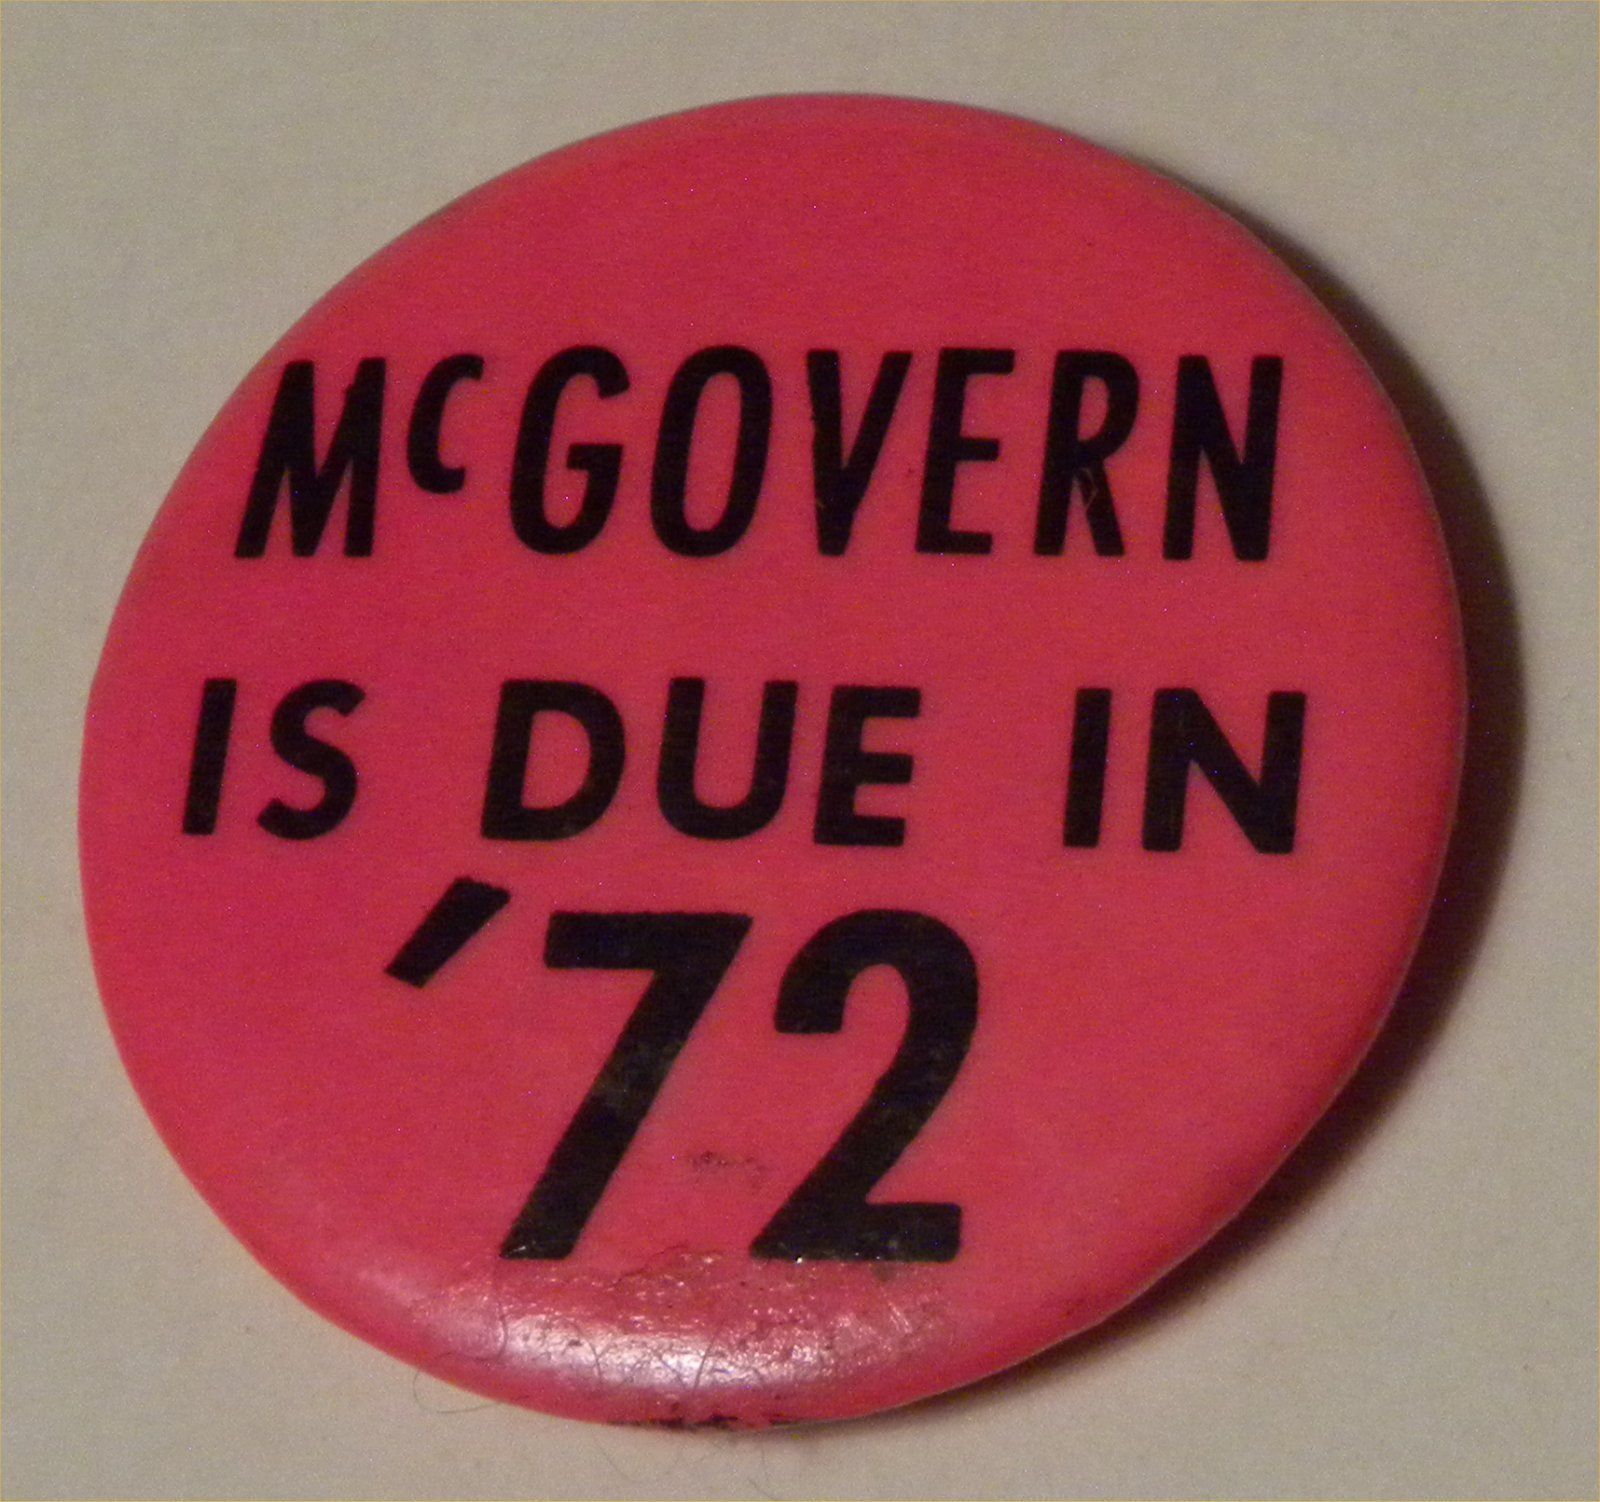 McGOVERN
IS DUE IN
'72